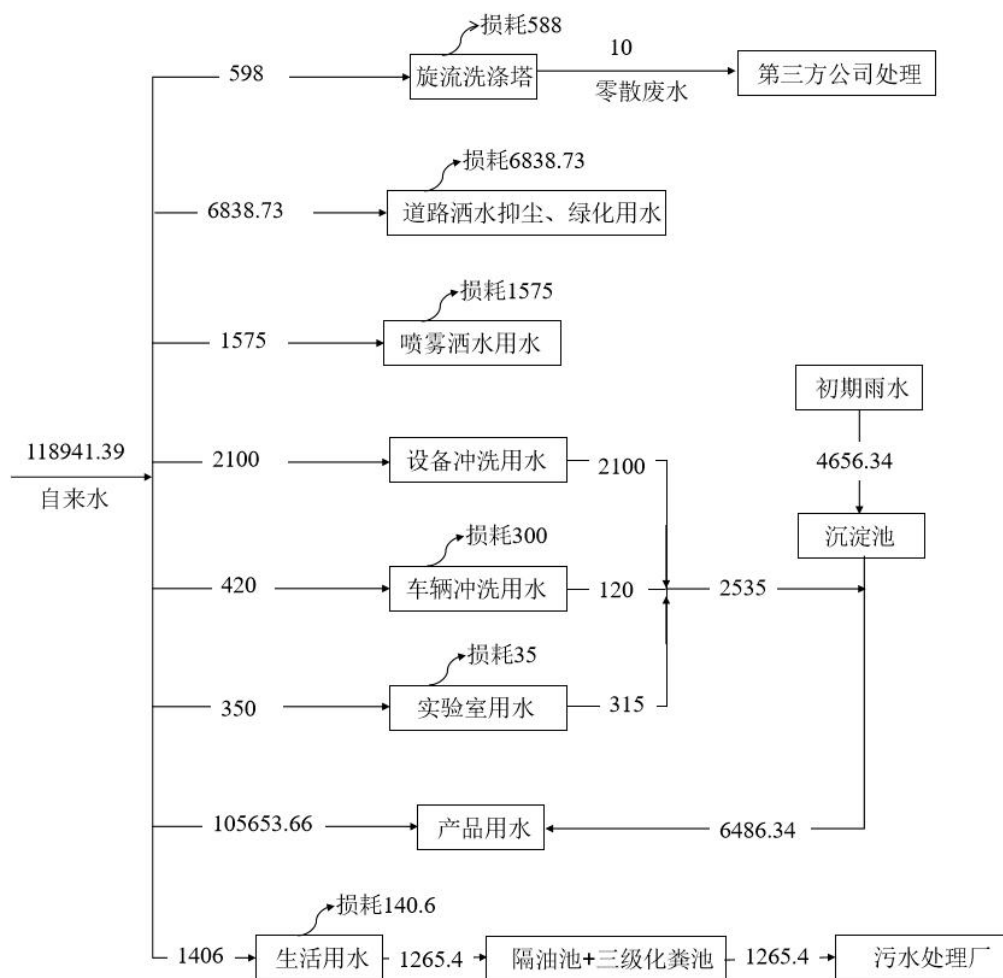 损耗588
598
旋流洗涤塔
10
零散废水
第三方公司处理
损耗6838.73
6838.73
道路洒水抑尘、绿化用水
损耗1575
1575
喷雾洒水用水
初期雨水
118941.39
自来水
2100
设备冲洗用水
2100
4656.34
沉淀池
损耗300
420
车辆冲洗用水
120
2535
损耗35
350
实验室用水
315
105653.66
产品用水
6486.34
损耗140.6
1406
生活用水
1265.4
隔油池+三级化粪池
1265.4
污水处理厂